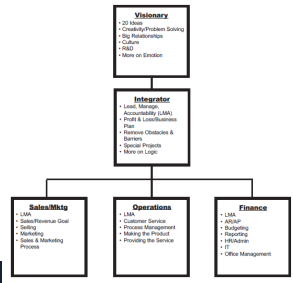 Visionary
• 20 Ideas
• Creativity/Problem Solving
• Big Relationships
• Culture
• R&D
• More on Emotion
Integrator
• Lead, Manage,
Accountability (LMA)
• Profit & Loss/Business
Plan
• Remove Obstacles &
Barriers
• Special Projects
• More on Logic
Sales/Mktg
• LMA
• Sales/Revenue Goal
• Selling
• Marketing
• Sales & Marketing
Process
Operations
• LMA
• Customer Service
• Process Management
• Making the Product
• Providing the Service
Finance
• LMA
• AR/AP
• Budgeting
• Reporting
• HR/Admin
• IT
• Office Management